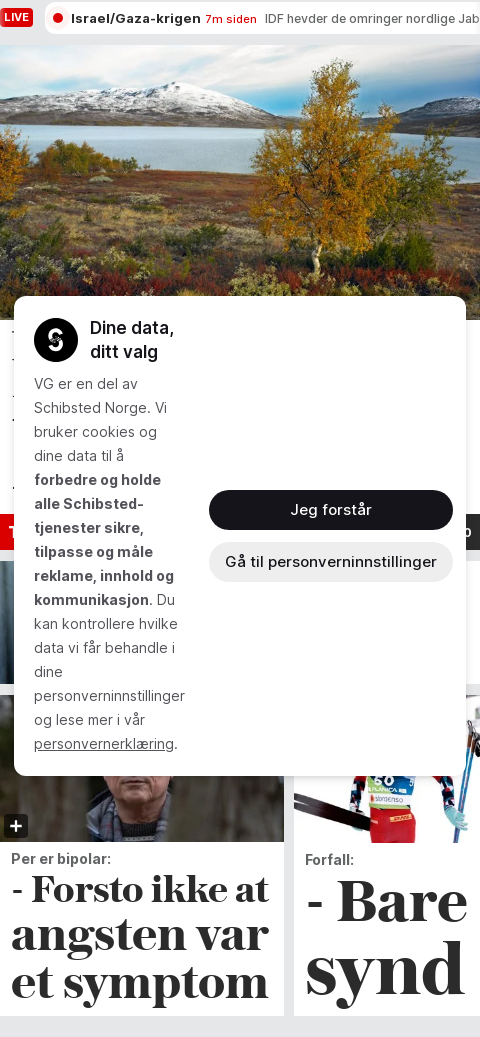 LIVE
Israel/Gaza-krigen 7m siden IDF hevder de omringer nordlige Jab
Dine data,
ditt valg
VG er en del av
Schibsted Norge. Vi
bruker cookies og
dine data til å
forbedre og holde
alle Schibsted-
tjenester sikre,
tilpasse og måle
reklame, innhold og
kommunikasjon. Du
kan kontrollere hvilke
data vi får behandle i
dine
personverninnstillinger
og lese mer i vår
personvernerklæring.
Jeg forstår
Gå til personverninnstillinger
Per er bipolar:
- Forsto ikke at
angsten var
et symptom
PLANICA
Forfall:
- Bare
synd